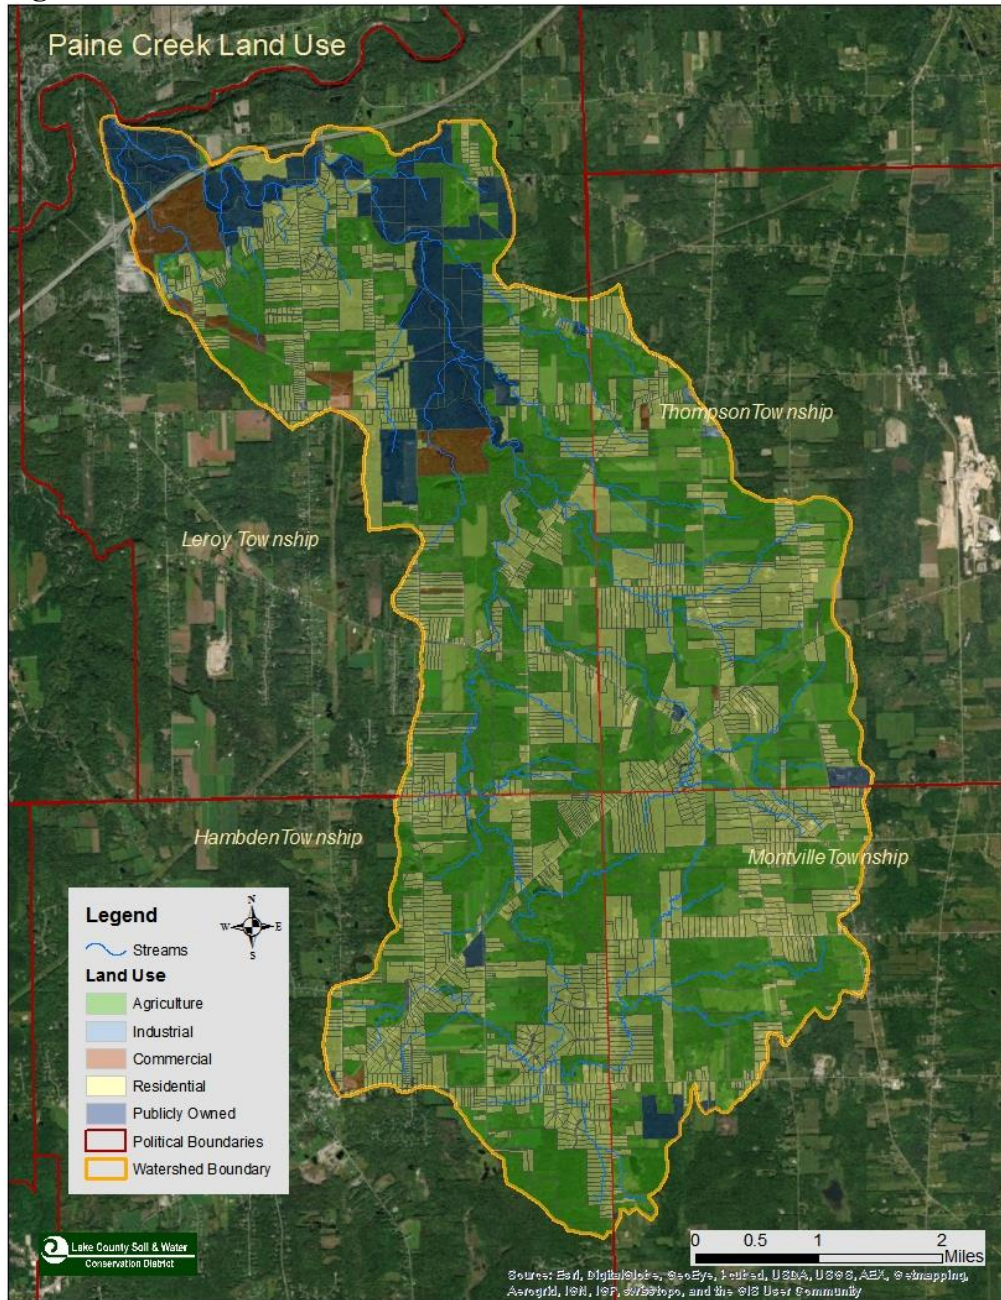 Paine Creek Land Use
Thompson Township
Leroy Township
Hambden Township
Montville Township
Legend
N
W E
S
Streams
Land Use
Agriculture
Industrial
Commercial
Residential
Publicly Owned
Political Boundaries
Watershed Boundary
Lake County Soil & Water
Conservation District
0 0.5 1 2
Miles
Source: Esri, DigitalGlobe, GeoEye, i-cubed, USDA, USGS, AEX, Getmapping,
Aerogrid, IGN, IGP, swisstopo, and the GIS User Community